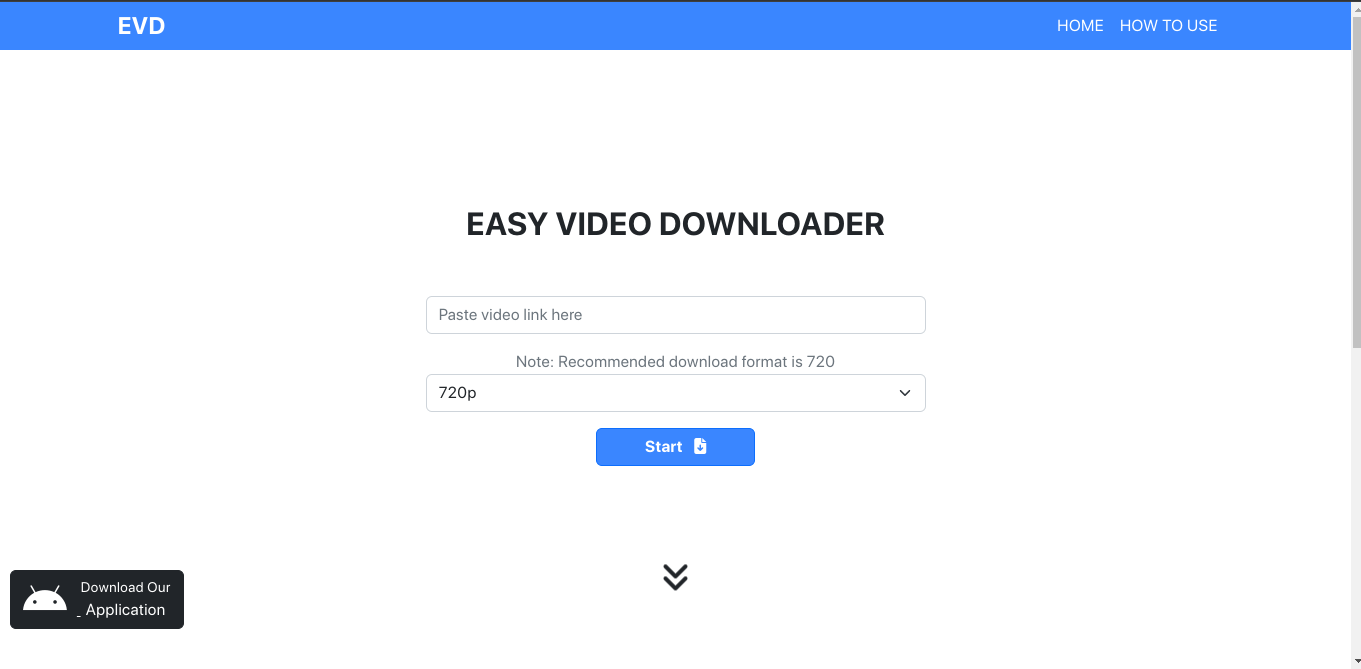 EVD
HOME HOW TO USE
EASY VIDEO DOWNLOADER
Paste video link here
Note: Recommended download format is 720
720p
Start
Download Our
Application